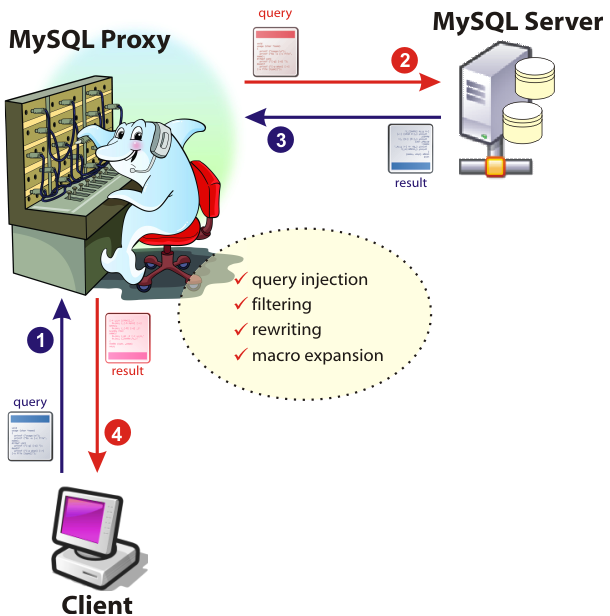 query
MySQL Proxy
MySQL Server
2
3
result
✓ query injection
✓ filtering
✓ rewriting
✓ macro expansion
1
result
query
4
Client